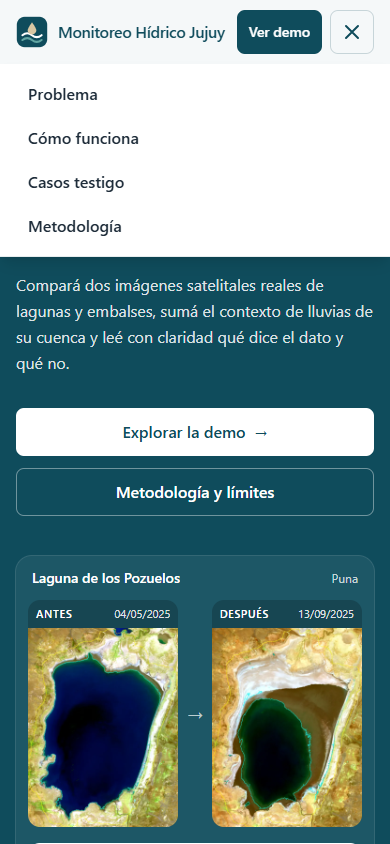 Monitoreo Hídrico Jujuy
Ver demo
Problema
Cómo funciona
Casos testigo
Metodología
Compará dos imágenes satelitales reales de
lagunas y embalses, sumá el contexto de lluvias de
su cuenca y leé con claridad qué dice el dato y
qué no.
Explorar la demo →
Metodología y límites
Laguna de los Pozuelos Puna
ANTES 04/05/2025
DESPUÉS 13/09/2025
→